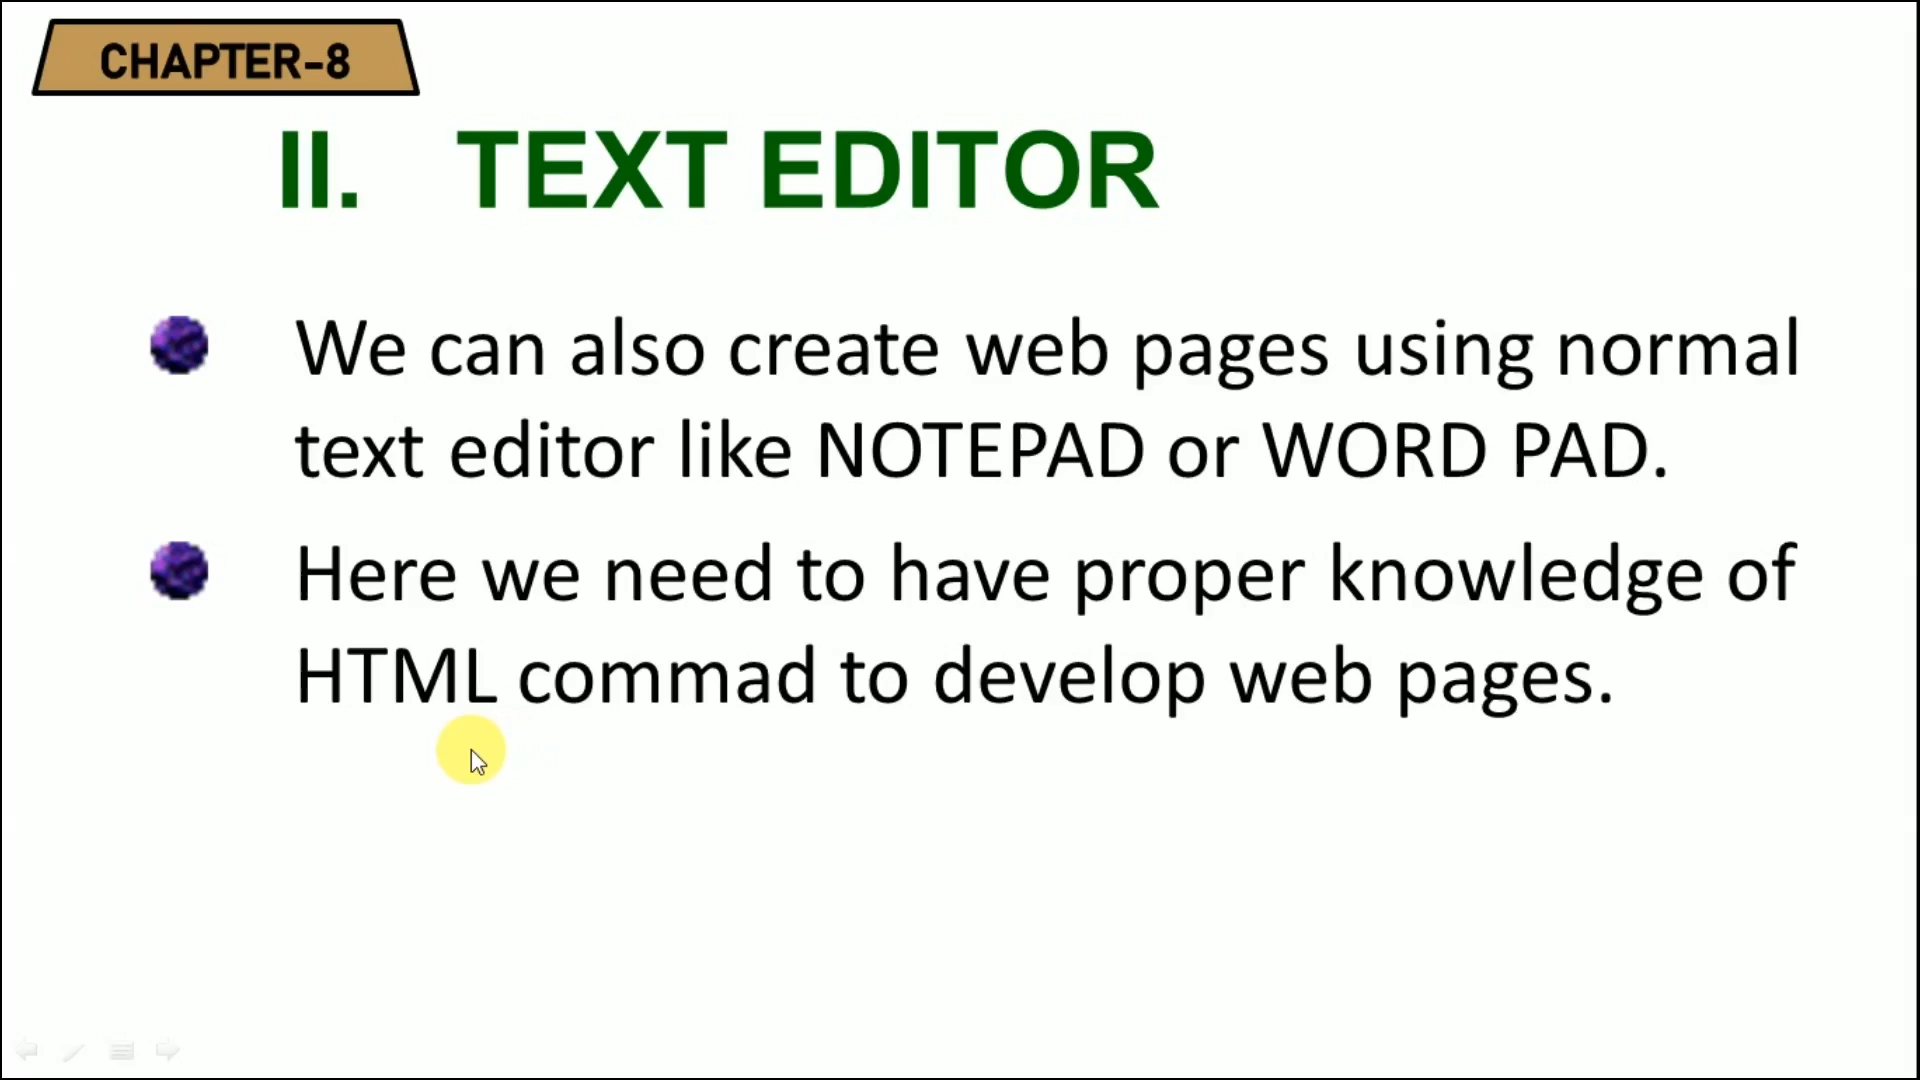 CHAPTER-8
II. TEXT EDITOR
We can also create web pages using normal
text editor like NOTEPAD or WORD PAD.
Here we need to have proper knowledge of
HTML commad to develop web pages.